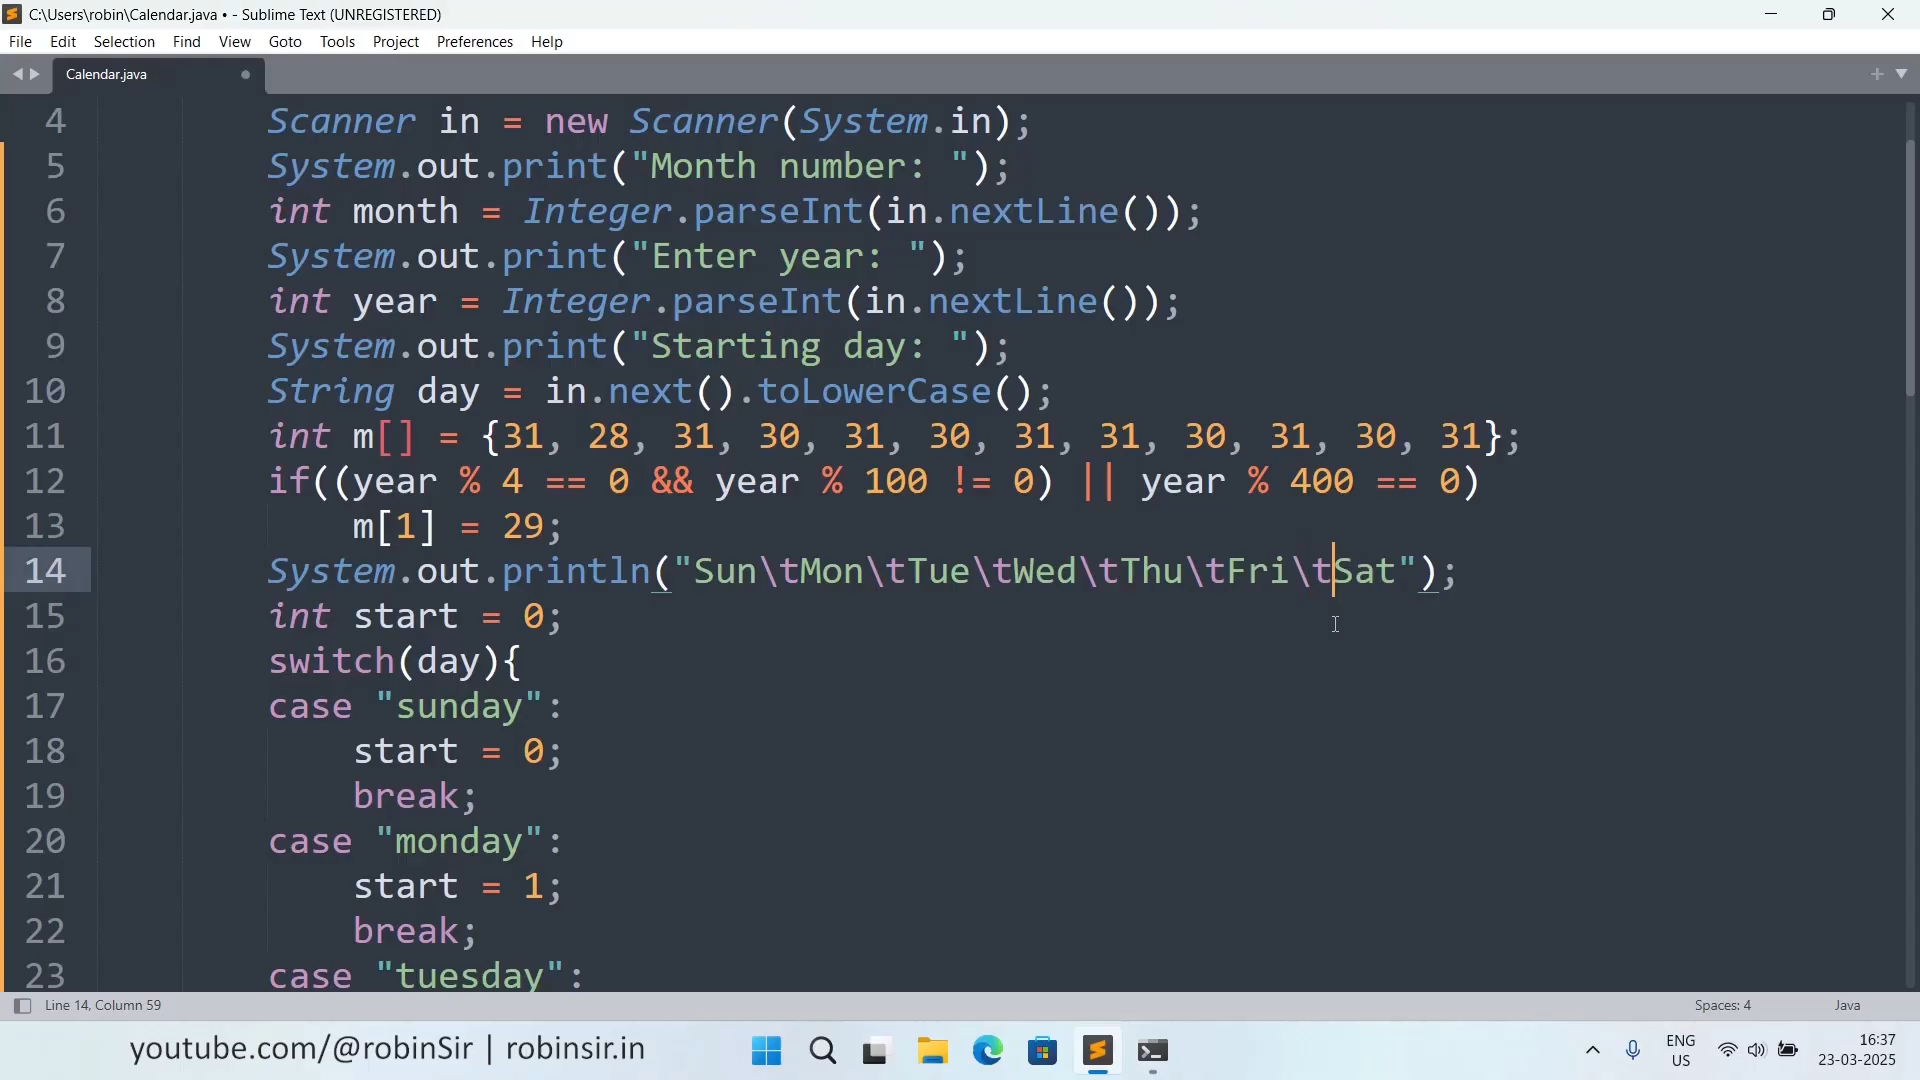 C:\Users\robin\Calendar.java • - Sublime Text (UNREGISTERED)
File Edit Selection Find View Goto Tools Project Preferences Help
Calendar.java
4 Scanner in = new Scanner(System.in);
5 System.out.print("Month number: ");
6 int month = Integer.parseInt(in.nextLine());
7 System.out.print("Enter year: ");
8 int year = Integer.parseInt(in.nextLine());
9 System.out.print("Starting day: ");
10 String day = in.next().toLowerCase();
11 int m[] = {31, 28, 31, 30, 31, 30, 31, 31, 30, 31, 30, 31};
12 if((year % 4 == 0 && year % 100 != 0) || year % 400 == 0)
13 m[1] = 29;
14 System.out.println("Sun\tMon\tTue\tWed\tThu\tFri\tSat");
15 int start = 0;
16 switch(day){
17 case "sunday":
18 start = 0;
19 break;
20 case "monday":
21 start = 1;
22 break;
23 case "tuesday":
Line 14, Column 59 Spaces: 4 Java
youtube.com/@robinSir | robinsir.in
ENG 16:37
US 23-03-2025